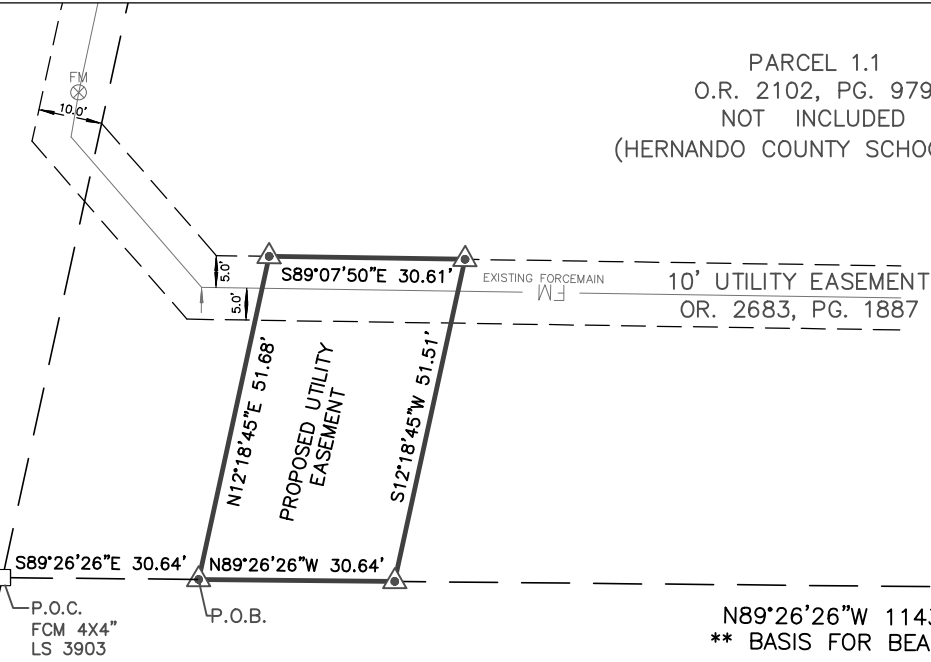 PARCEL 1.1
O.R. 2102, PG. 979
NOT INCLUDED
(HERNANDO COUNTY
FM
10.0'
5.0'
5.0'
S89°07'50"E 30.61'
EXISTING FORCEMAIN
FM
10' UTILITY EASEMENT
OR. 2683, PG. 1887
N12°18'45"E 51.68'
PROPOSED UTILITY
EASEMENT
S12°18'45"W 51.51'
S89°26'26"E 30.64'
N89°26'26"W 30.64'
P.O.C.
FCM 4X4"
LS 3903
P.O.B.
N89°26'26"W
** BASIS FOR